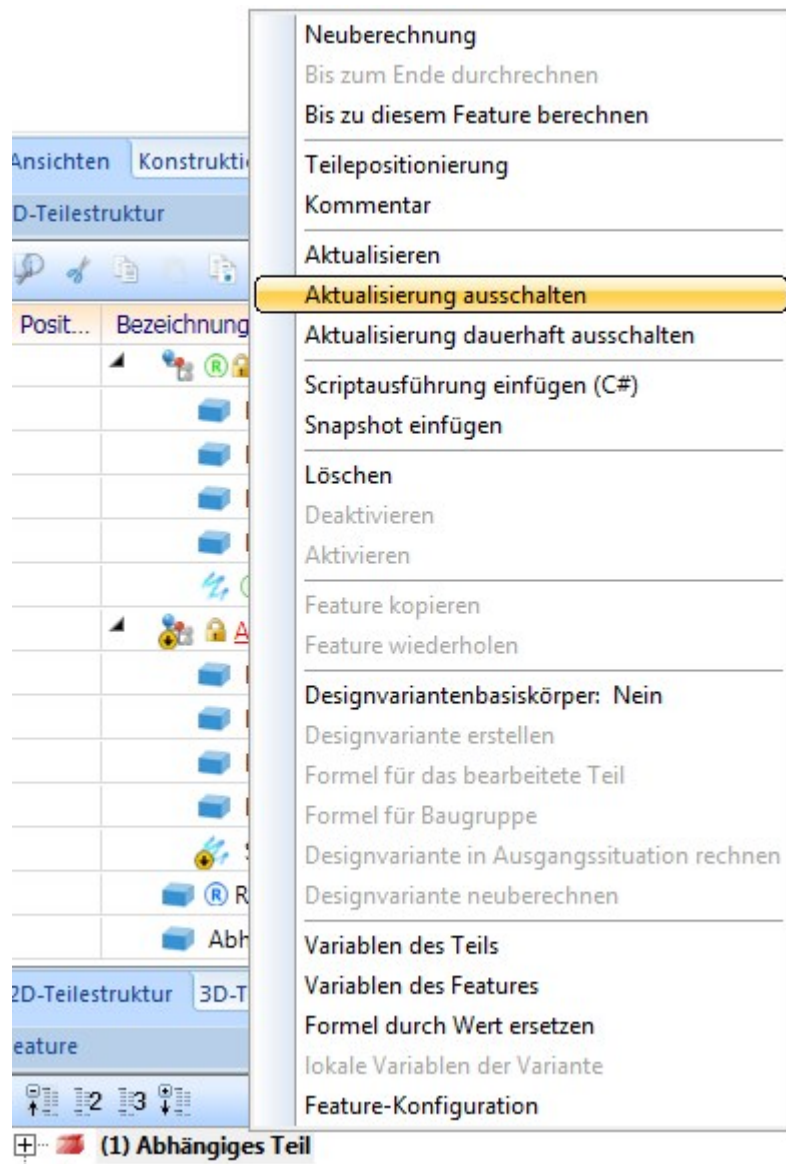 Neuberechnung
Bis zum Ende durchrechnen
Bis zu diesem Feature berechnen
Ansichten Konstrukti
Teilepositionierung
D-Teilestruktur
Kommentar
Aktualisieren
Aktualisierung ausschalten
Posit... Bezeichnung
Aktualisierung dauerhaft ausschalten
R
Scriptausführung einfügen (C#)
Snapshot einfügen
Löschen
Deaktivieren
Aktivieren
Feature kopieren
A
Feature wiederholen
Designvariantenbasiskörper: Nein
Designvariante erstellen
Formel für das bearbeitete Teil
Formel für Baugruppe
Designvariante in Ausgangssituation rechnen
R R
Designvariante neuberechnen
Abh
Variablen des Teils
2D-Teilestruktur 3D-T
Variablen des Features
Formel durch Wert ersetzen
eature
lokale Variablen der Variante
2 3
Feature-Konfiguration
(1) Abhängiges Teil